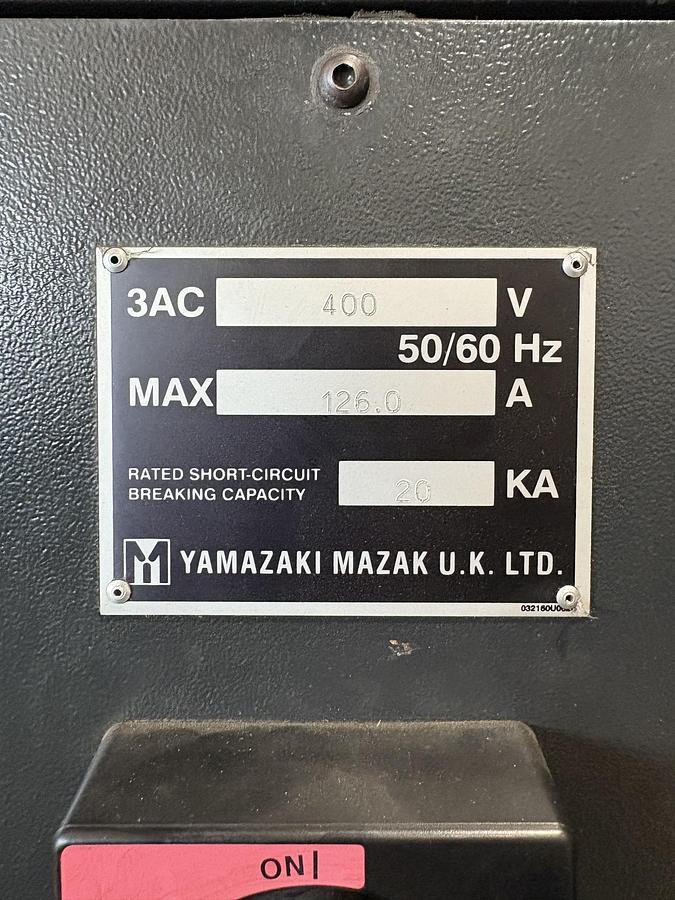 3AC 400 V
50/60 Hz
MAX 126.0 A
RATED SHORT-CIRCUIT
BREAKING CAPACITY 20 KA
YAMAZAKI MAZAK U.K. LTD.
ON I